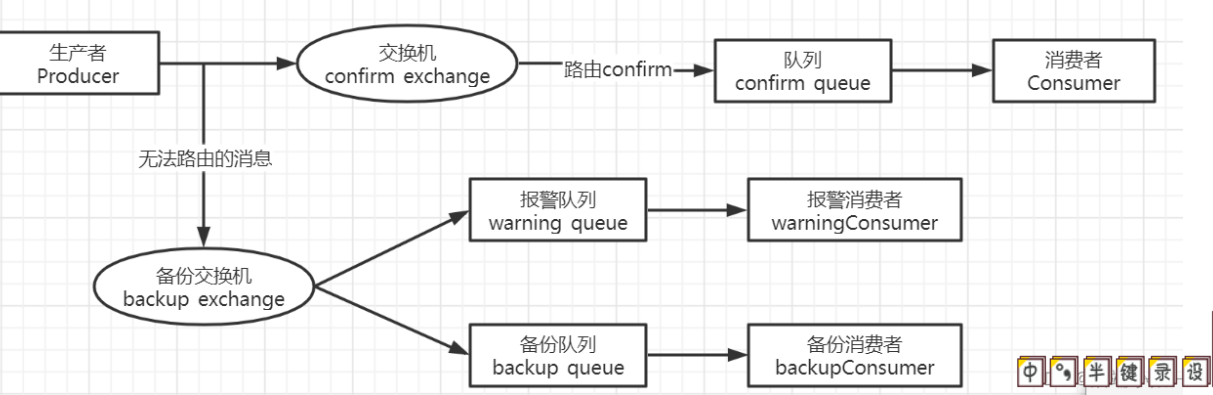 生产者
Producer
交换机
confirm exchange
路由confirm
队列
confirm queue
消费者
Consumer
无法路由的消息
报警队列
warning queue
报警消费者
warningConsumer
备份交换机
backup exchange
备份队列
backup queue
备份消费者
backupConsumer
中 °, 半 键 录 设